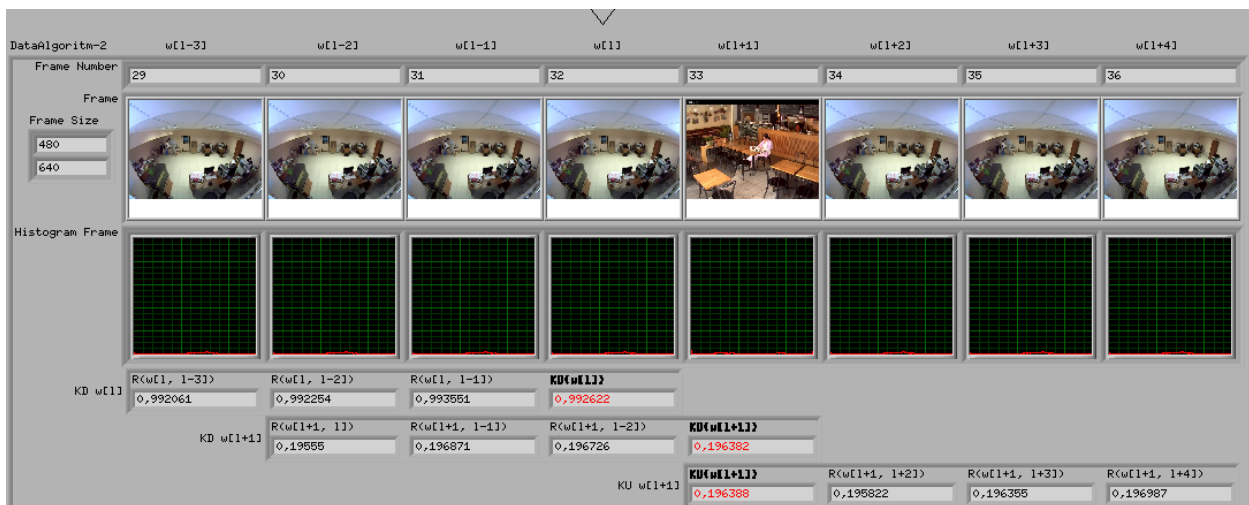 DataAlgoritm-2 w[l-3] w[l-2] w[l-1] w[l] w[l+1] w[l+2] w[l+3] w[l+4]
Frame Number 29 30 31 32 33 34 35 36
Frame
Frame Size
480
640
Histogram Frame
R(w[l, l-3]) R(w[l, l-2]) R(w[l, l-1]) KD{w[l]}
KD w[l] 0,992061 0,992254 0,993551 0,992622
R(w[l+1, l]) R(w[l+1, l-1]) R(w[l+1, l-2]) KD{w[l+1]}
KD w[l+1] 0,19555 0,196871 0,196726 0,196382
KU{w[l+1]} R(w[l+1, l+2]) R(w[l+1, l+3]) R(w[l+1, l+4])
KU w[l+1] 0,196388 0,195822 0,196355 0,196987